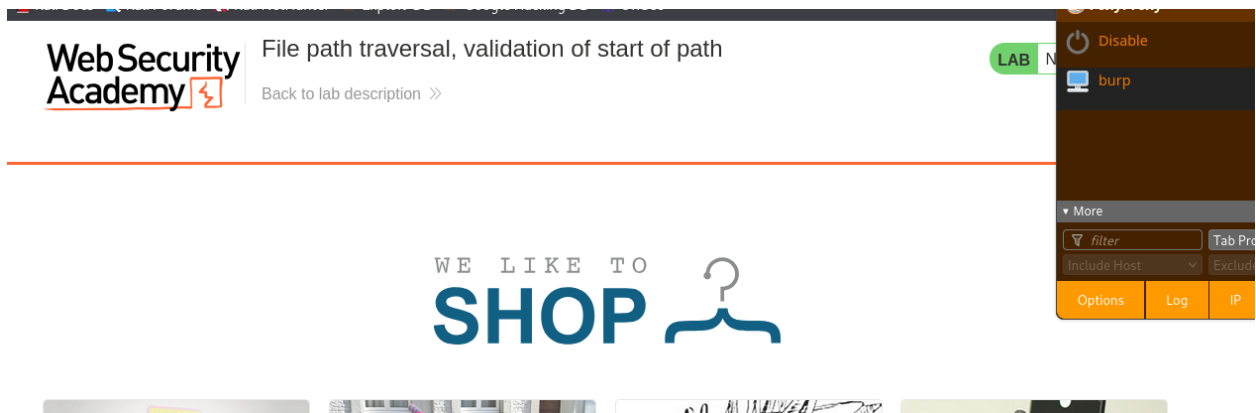 Web Security
Academy
File path traversal, validation of start of path
Back to lab description
LAB
Disable
burp
More
filter
Tab
Include Host
Exclude
Options
Log
IP
WE LIKE TO
SHOP